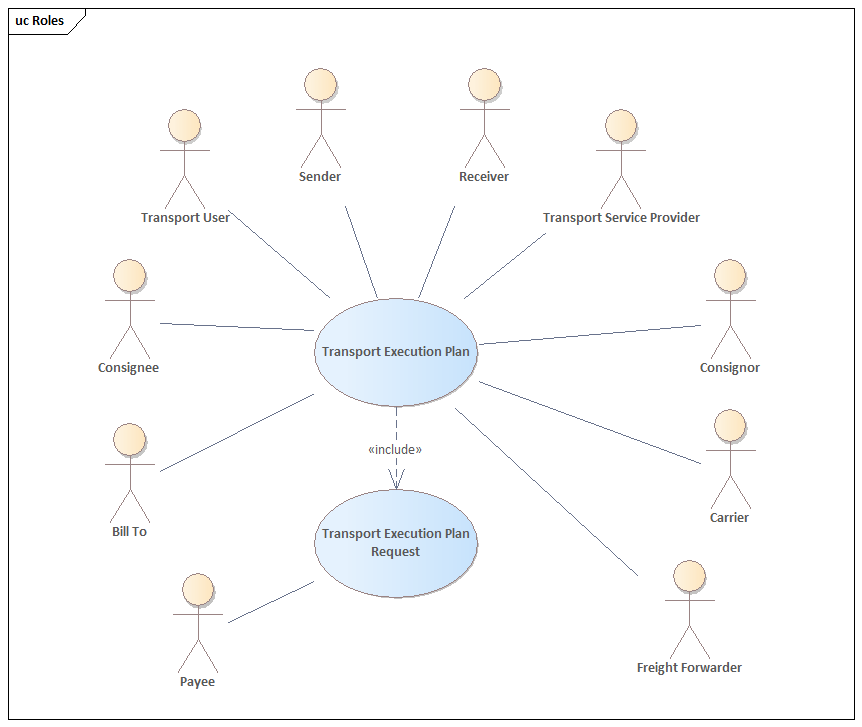 uc Roles
Sender
Receiver
Transport User
Transport Service Provider
Transport Execution Plan
Consignee
Consignor
«include»
Bill To
Carrier
Transport Execution Plan
Request
Freight Forwarder
Payee